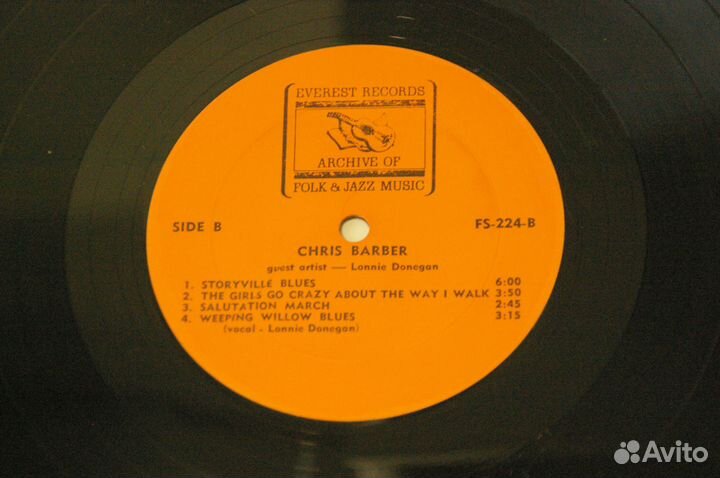 EVEREST RECORDS
ARCHIVE OF
FOLK & JAZZ MUSIC
SIDE B
FS-224-B
CHRIS BARBER
guest artist — Lonnie Donegan
1. STORYVILLE BLUES 6:00
2. THE GIRLS GO CRAZY ABOUT THE WAY I WALK 3:50
3. SALUTATION MARCH 2:45
4. WEEPING WILLOW BLUES 3:15
(vocal - Lonnie Donegan)
Avito